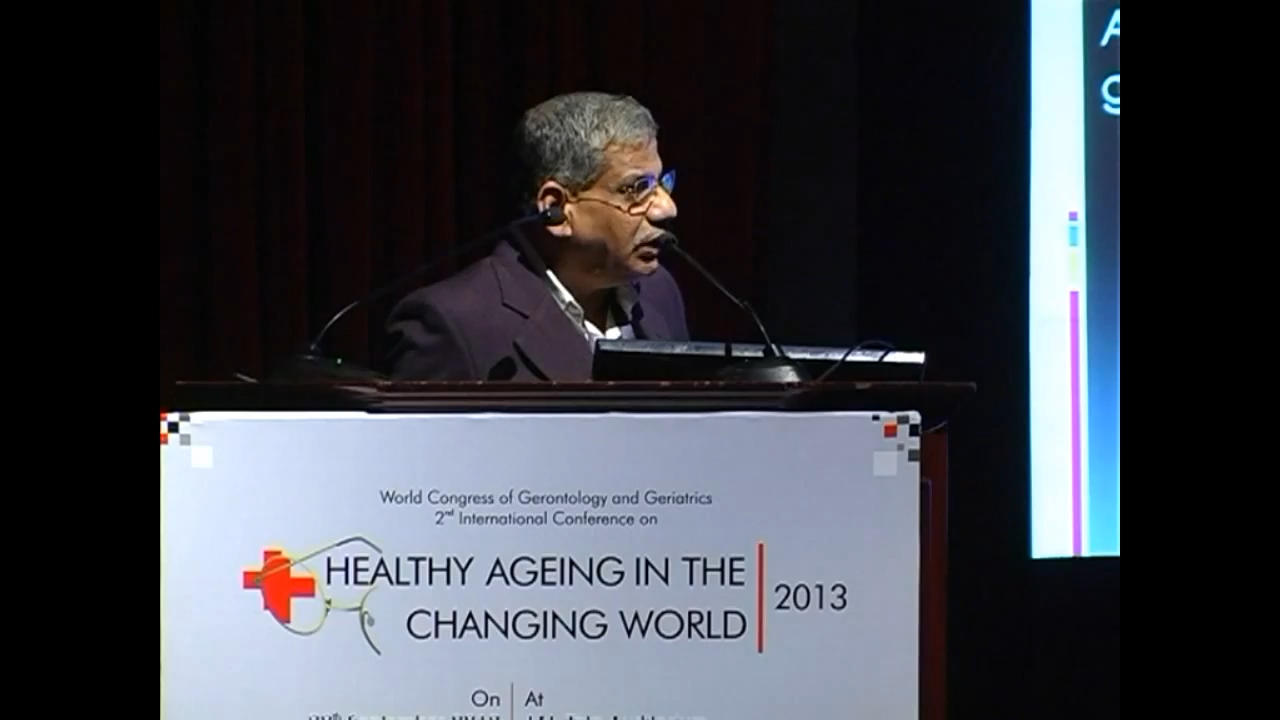 World Congress of Gerontology and Geriatrics
2nd International Conference on
HEALTHY AGEING IN THE
CHANGING WORLD
2013
On
At